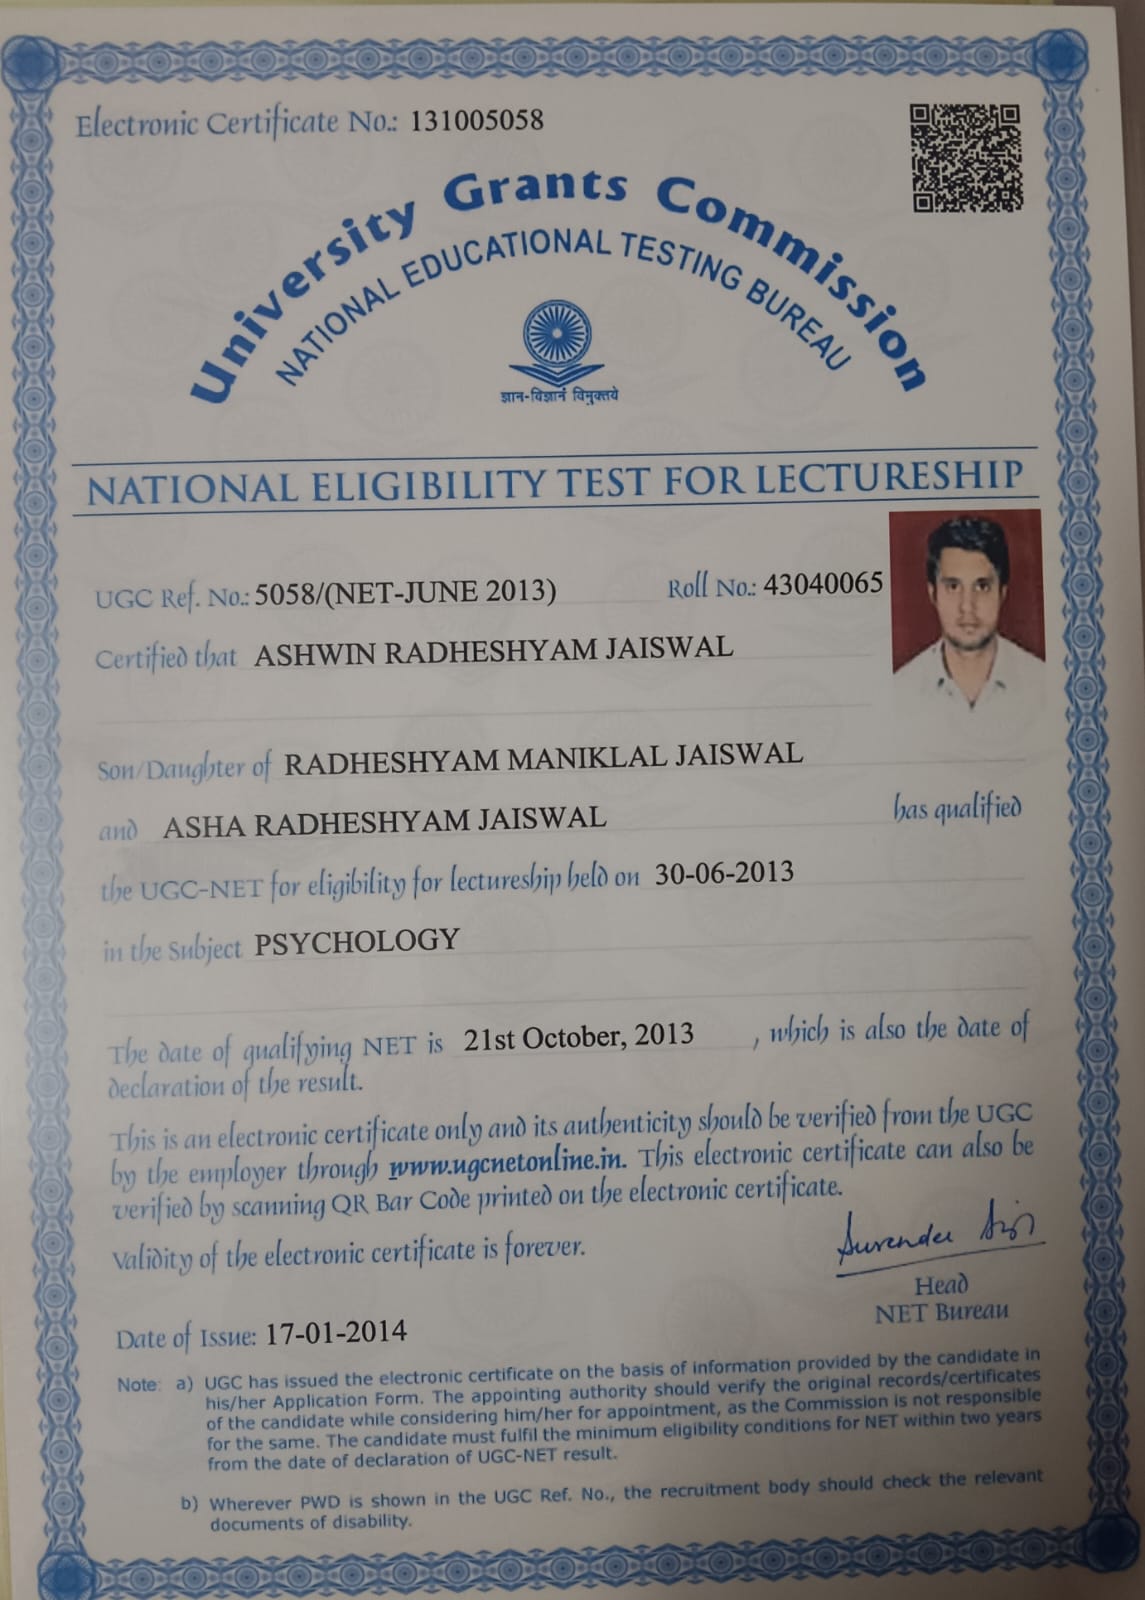 Electronic Certificate No.: 131005058
University Grants Commission
NATIONAL EDUCATIONAL TESTING BUREAU
ज्ञान-विज्ञानं विमुक्तये
NATIONAL ELIGIBILITY TEST FOR LECTURESHIP
UGC Ref. No.: 5058/(NET-JUNE 2013) Roll No.: 43040065
Certified that ASHWIN RADHESHYAM JAISWAL
Son/Daughter of RADHESHYAM MANIKLAL JAISWAL
and ASHA RADHESHYAM JAISWAL has qualified
the UGC-NET for eligibility for lectureship held on 30-06-2013
in the Subject PSYCHOLOGY
The date of qualifying NET is 21st October, 2013 , which is also the date of
declaration of the result.
This is an electronic certificate only and its authenticity should be verified from the UGC
by the employer through www.ugcnetonline.in. This electronic certificate can also be
verified by scanning QR Bar Code printed on the electronic certificate.
Validity of the electronic certificate is forever.
Surender Singh
Head
NET Bureau
Date of Issue: 17-01-2014
Note: a) UGC has issued the electronic certificate on the basis of information provided by the candidate in
his/her Application Form. The appointing authority should verify the original records/certificates
of the candidate while considering him/her for appointment, as the Commission is not responsible
for the same. The candidate must fulfil the minimum eligibility conditions for NET within two years
from the date of declaration of UGC-NET result.
b) Wherever PWD is shown in the UGC Ref. No., the recruitment body should check the relevant
documents of disability.